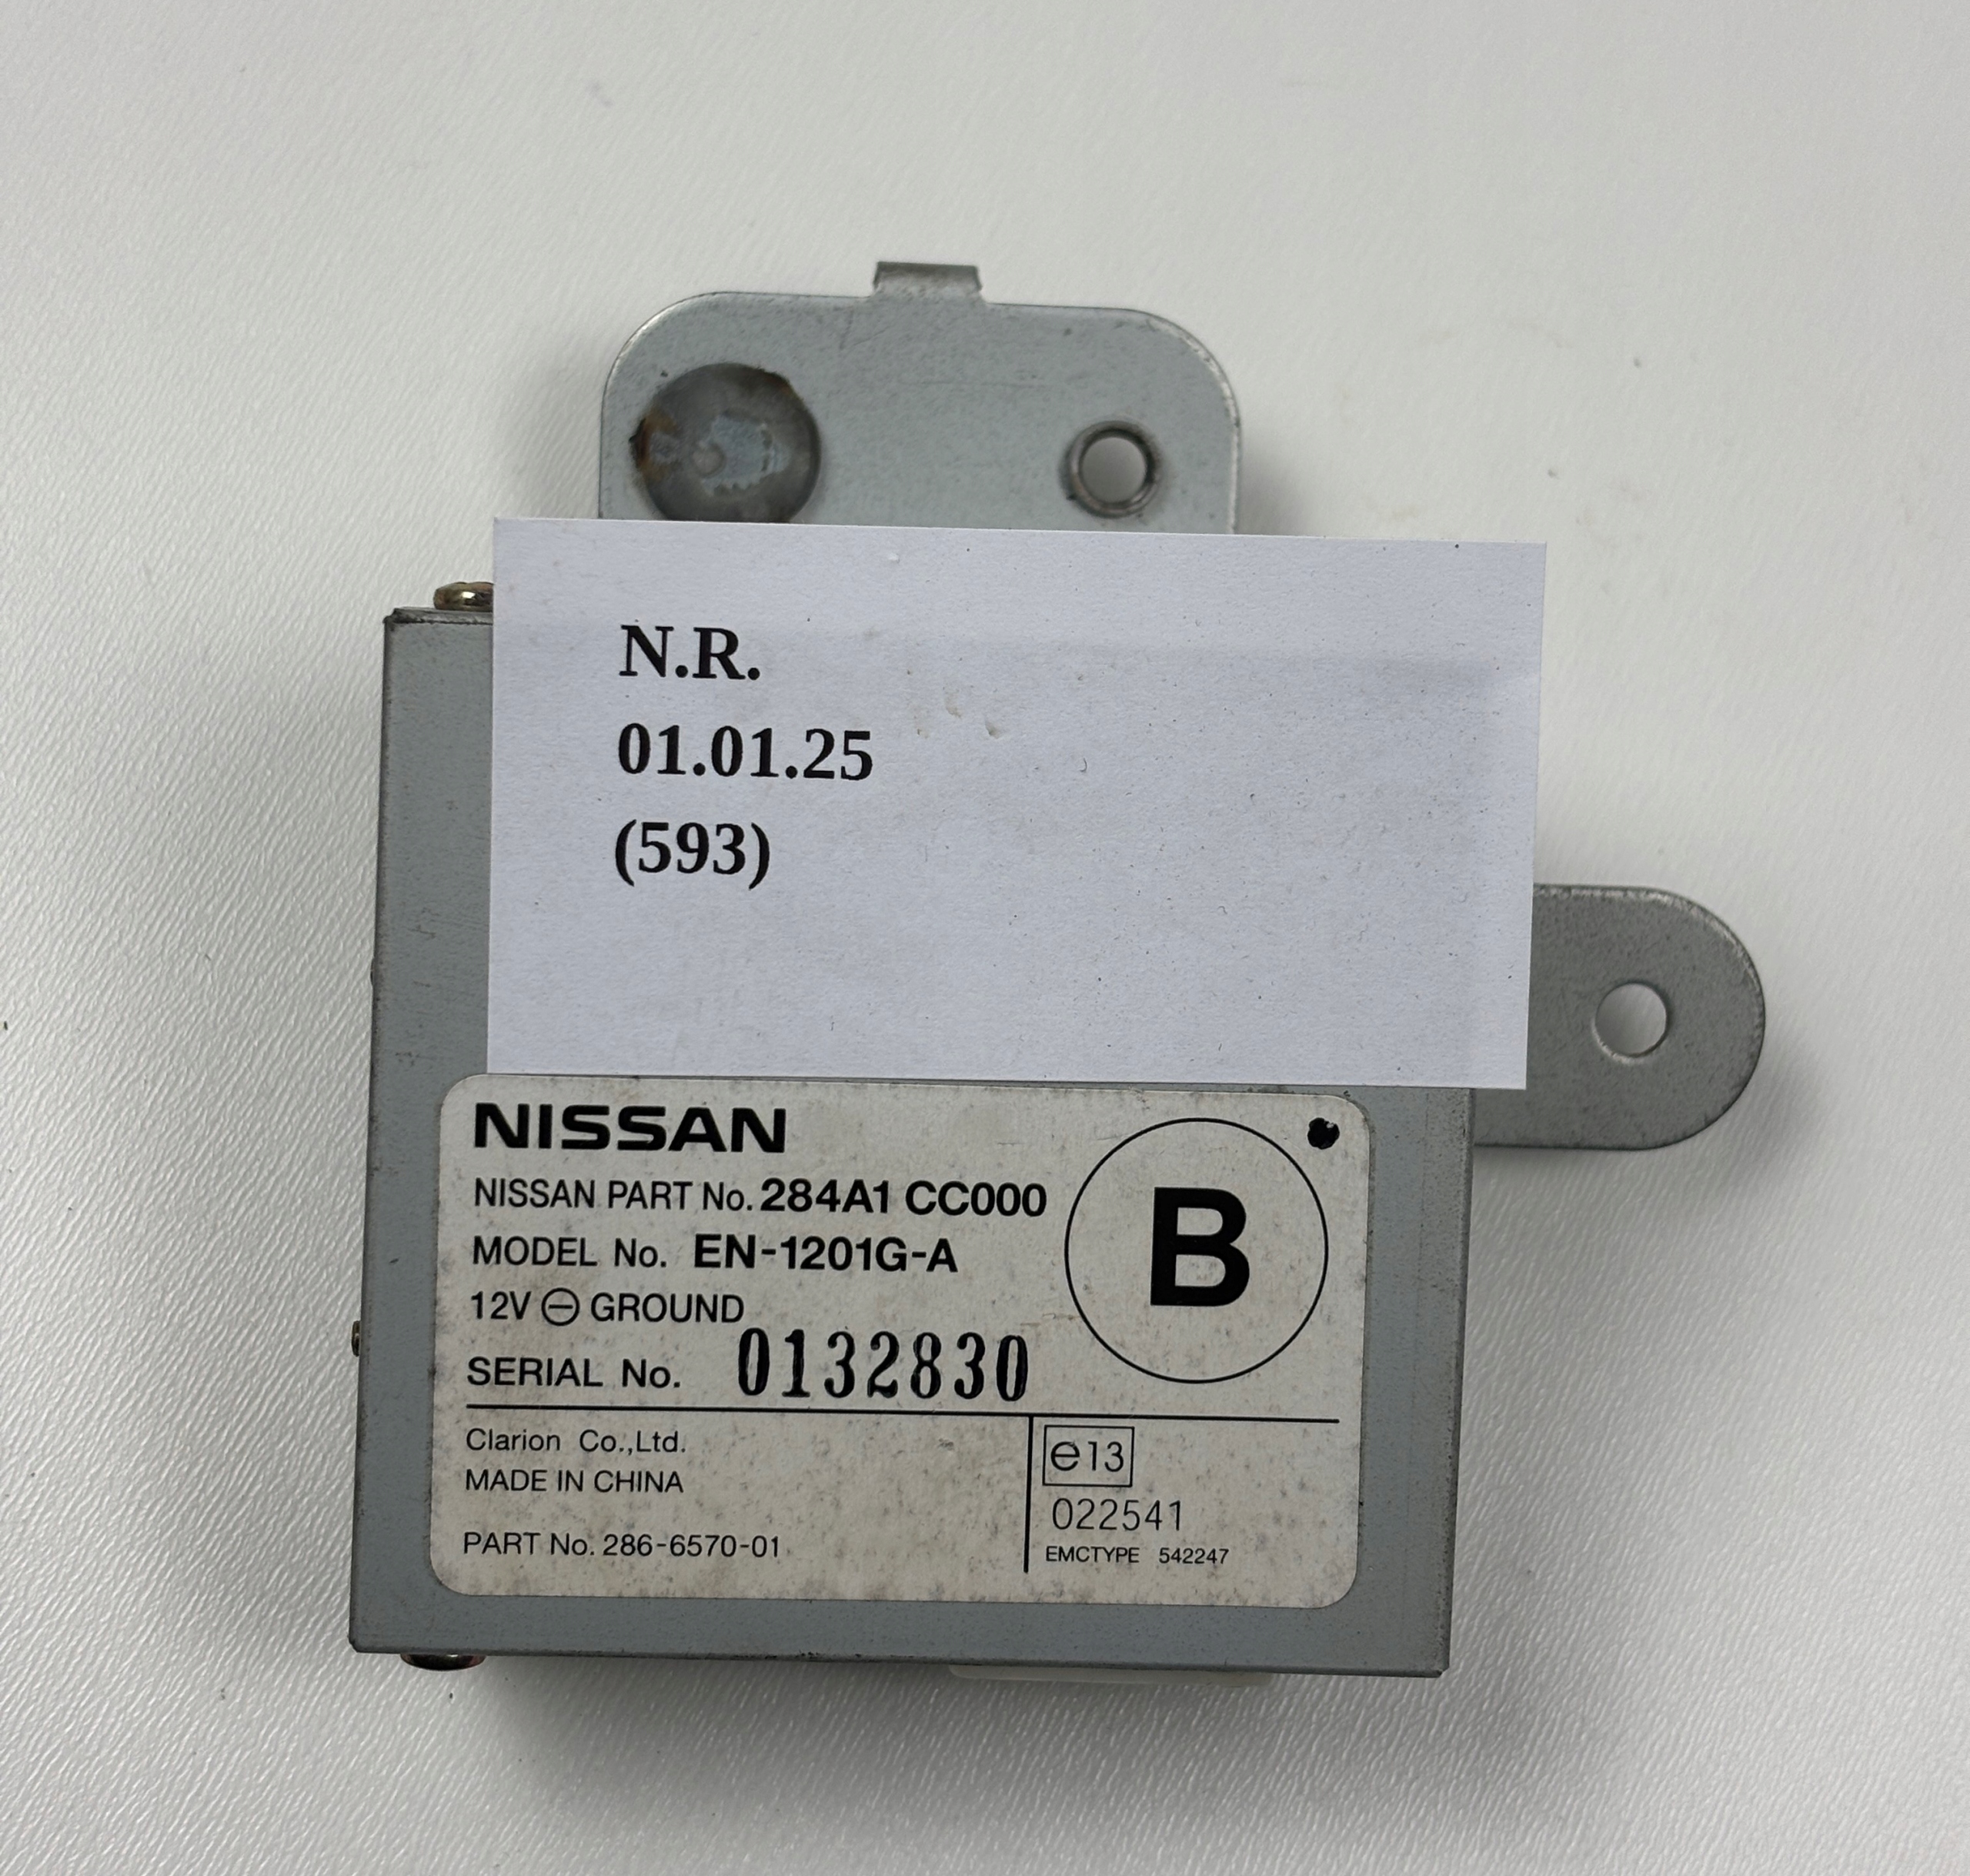 N.R.
01.01.25
(593)
NISSAN
NISSAN PART No. 284A1 CC000
MODEL No. EN-1201G-A
12V ⊖ GROUND
SERIAL No. 0132830
B
Clarion Co.,Ltd.
MADE IN CHINA
PART No. 286-6570-01
e13
022541
EMCTYPE 542247